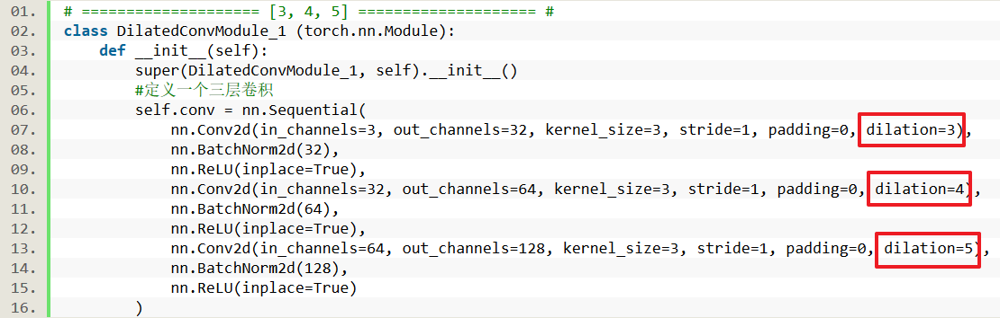 01. # ==================== [3, 4, 5] ==================== #
02. class DilatedConvModule_1 (torch.nn.Module):
03.     def __init__(self):
04.         super(DilatedConvModule_1, self).__init__()
05.         #定义一个三层卷积
06.         self.conv = nn.Sequential(
07.             nn.Conv2d(in_channels=3, out_channels=32, kernel_size=3, stride=1, padding=0, dilation=3),
08.             nn.BatchNorm2d(32),
09.             nn.ReLU(inplace=True),
10.             nn.Conv2d(in_channels=32, out_channels=64, kernel_size=3, stride=1, padding=0, dilation=4),
11.             nn.BatchNorm2d(64),
12.             nn.ReLU(inplace=True),
13.             nn.Conv2d(in_channels=64, out_channels=128, kernel_size=3, stride=1, padding=0, dilation=5),
14.             nn.BatchNorm2d(128),
15.             nn.ReLU(inplace=True)
16.         )